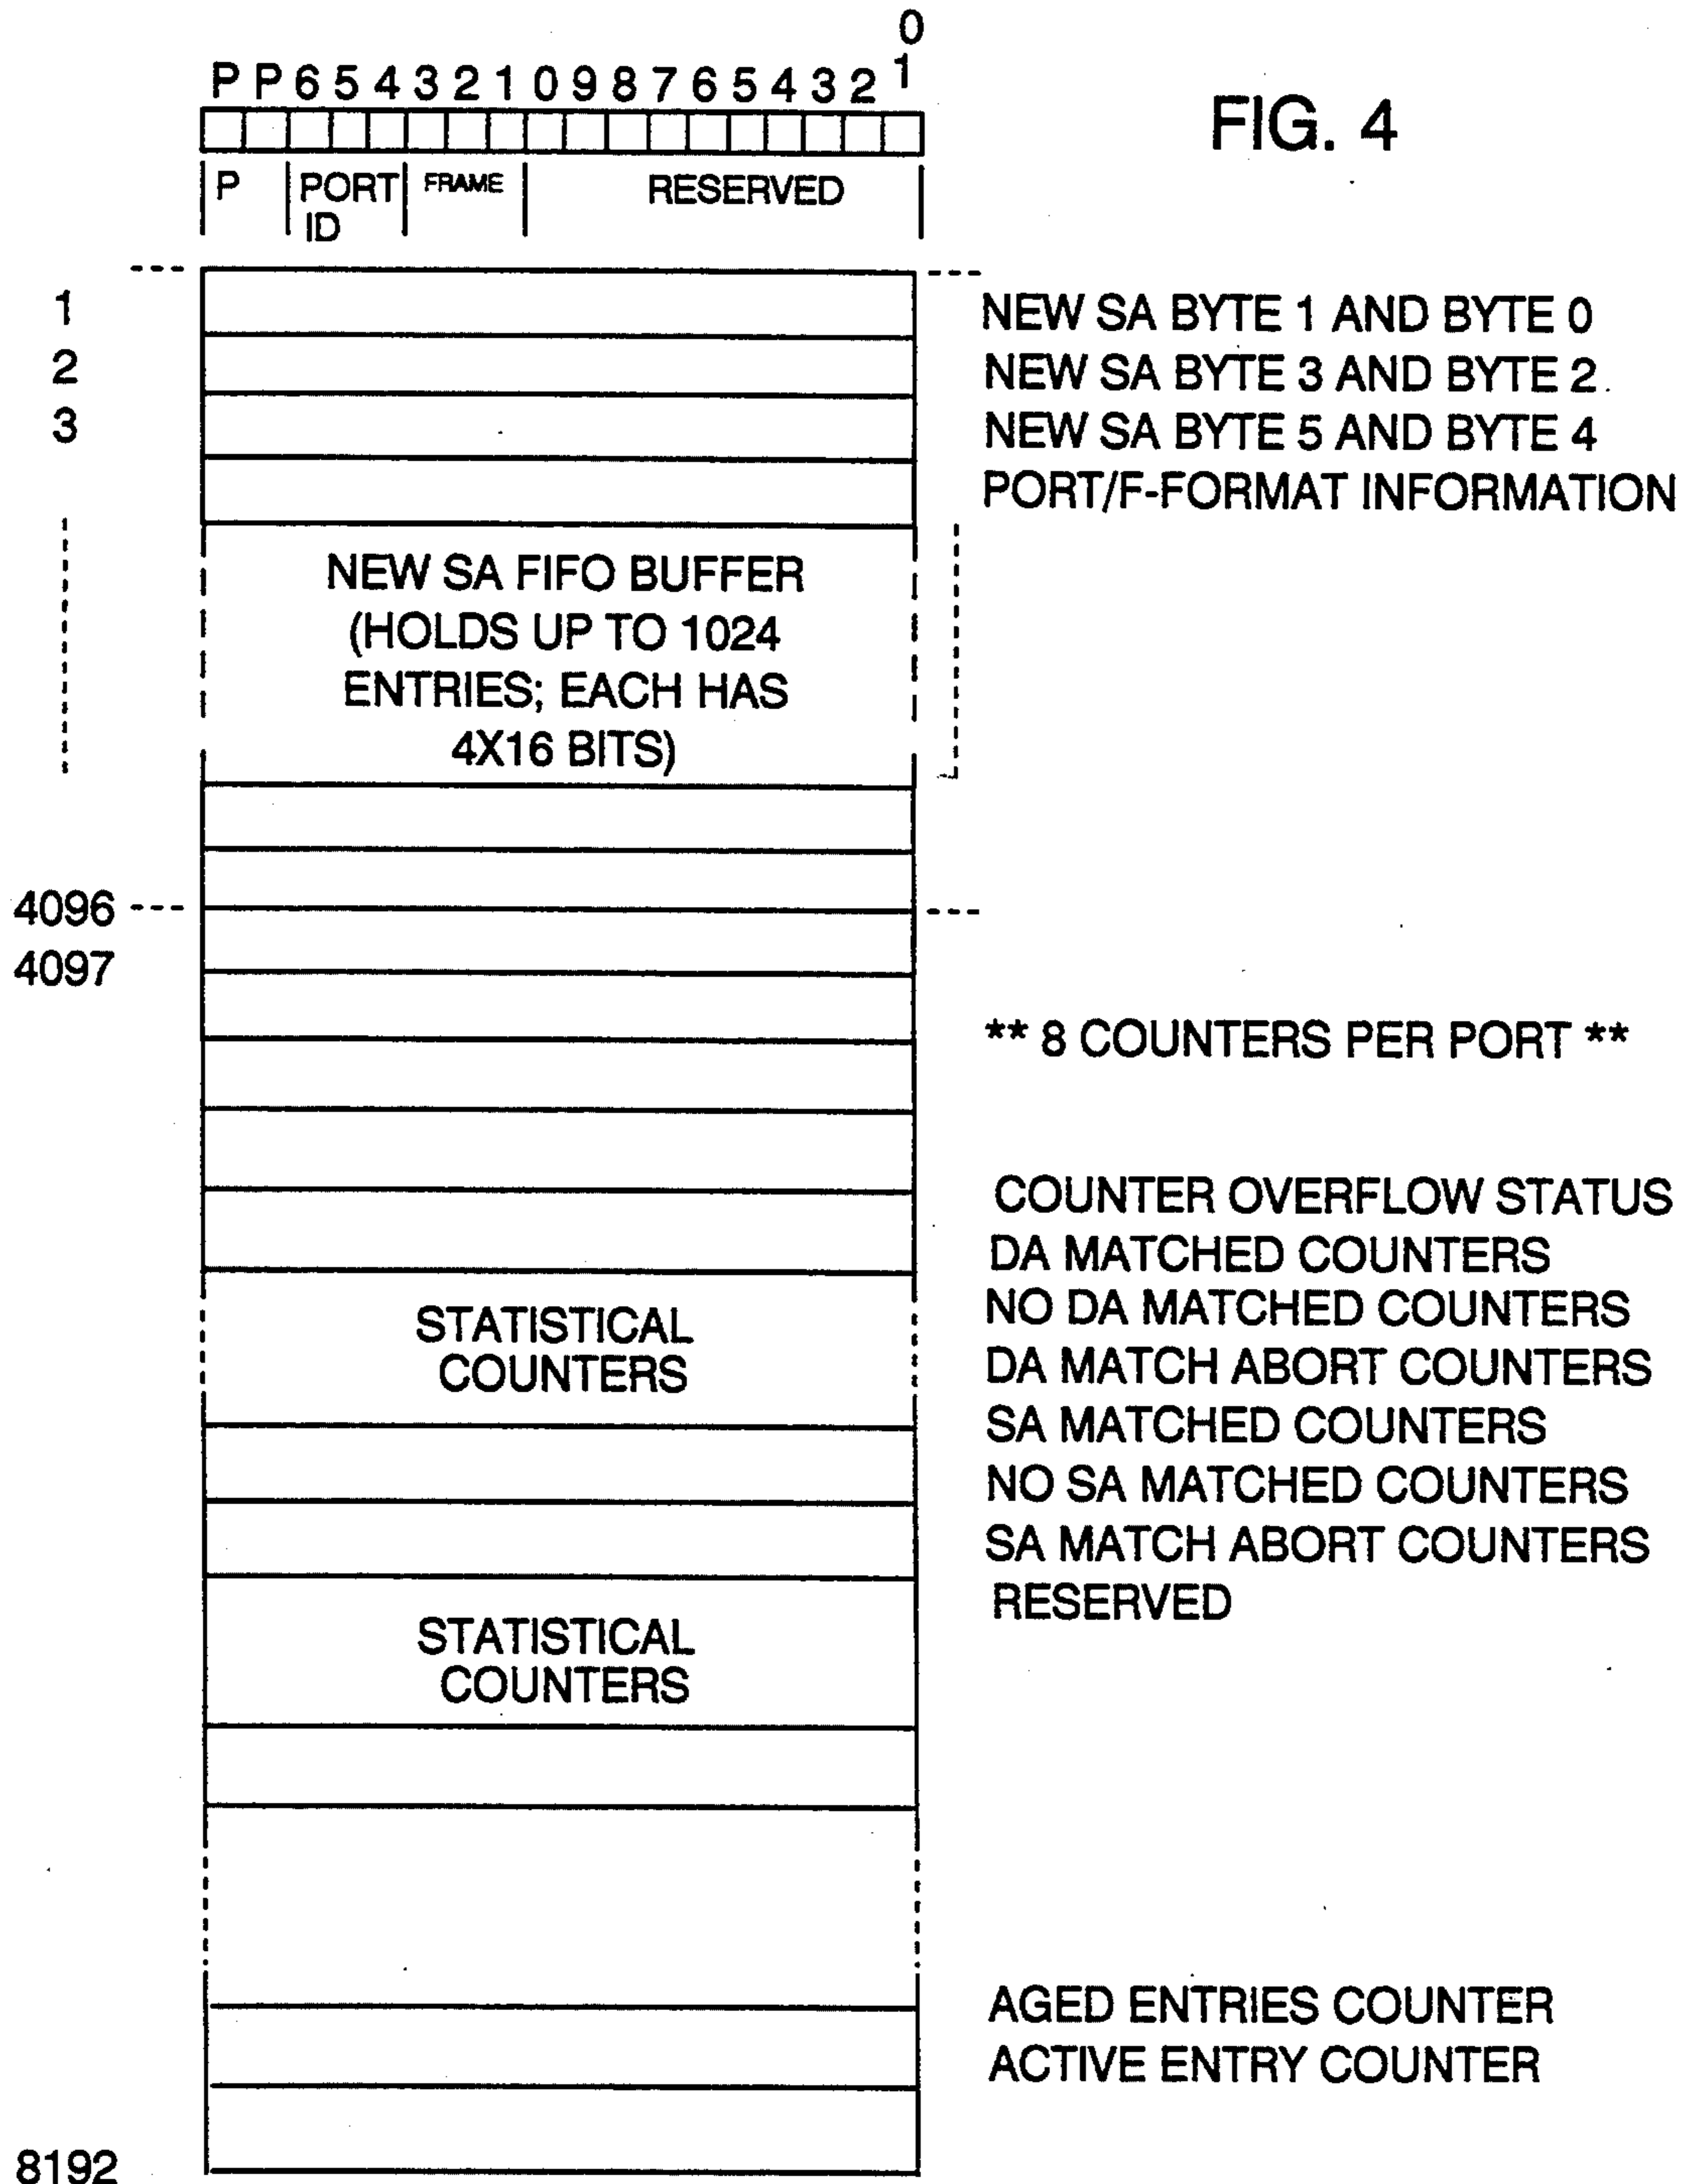 0
P P 6 5 4 3 2 1 0 9 8 7 6 5 4 3 2 1
FIG. 4
P PORT ID FRAME RESERVED
1 NEW SA BYTE 1 AND BYTE 0
2 NEW SA BYTE 3 AND BYTE 2
3 NEW SA BYTE 5 AND BYTE 4
PORT/F-FORMAT INFORMATION
NEW SA FIFO BUFFER
(HOLDS UP TO 1024
ENTRIES; EACH HAS
4X16 BITS)
4096
4097
** 8 COUNTERS PER PORT **
COUNTER OVERFLOW STATUS
DA MATCHED COUNTERS
NO DA MATCHED COUNTERS
DA MATCH ABORT COUNTERS
SA MATCHED COUNTERS
NO SA MATCHED COUNTERS
SA MATCH ABORT COUNTERS
RESERVED
STATISTICAL
COUNTERS
STATISTICAL
COUNTERS
AGED ENTRIES COUNTER
ACTIVE ENTRY COUNTER
8192